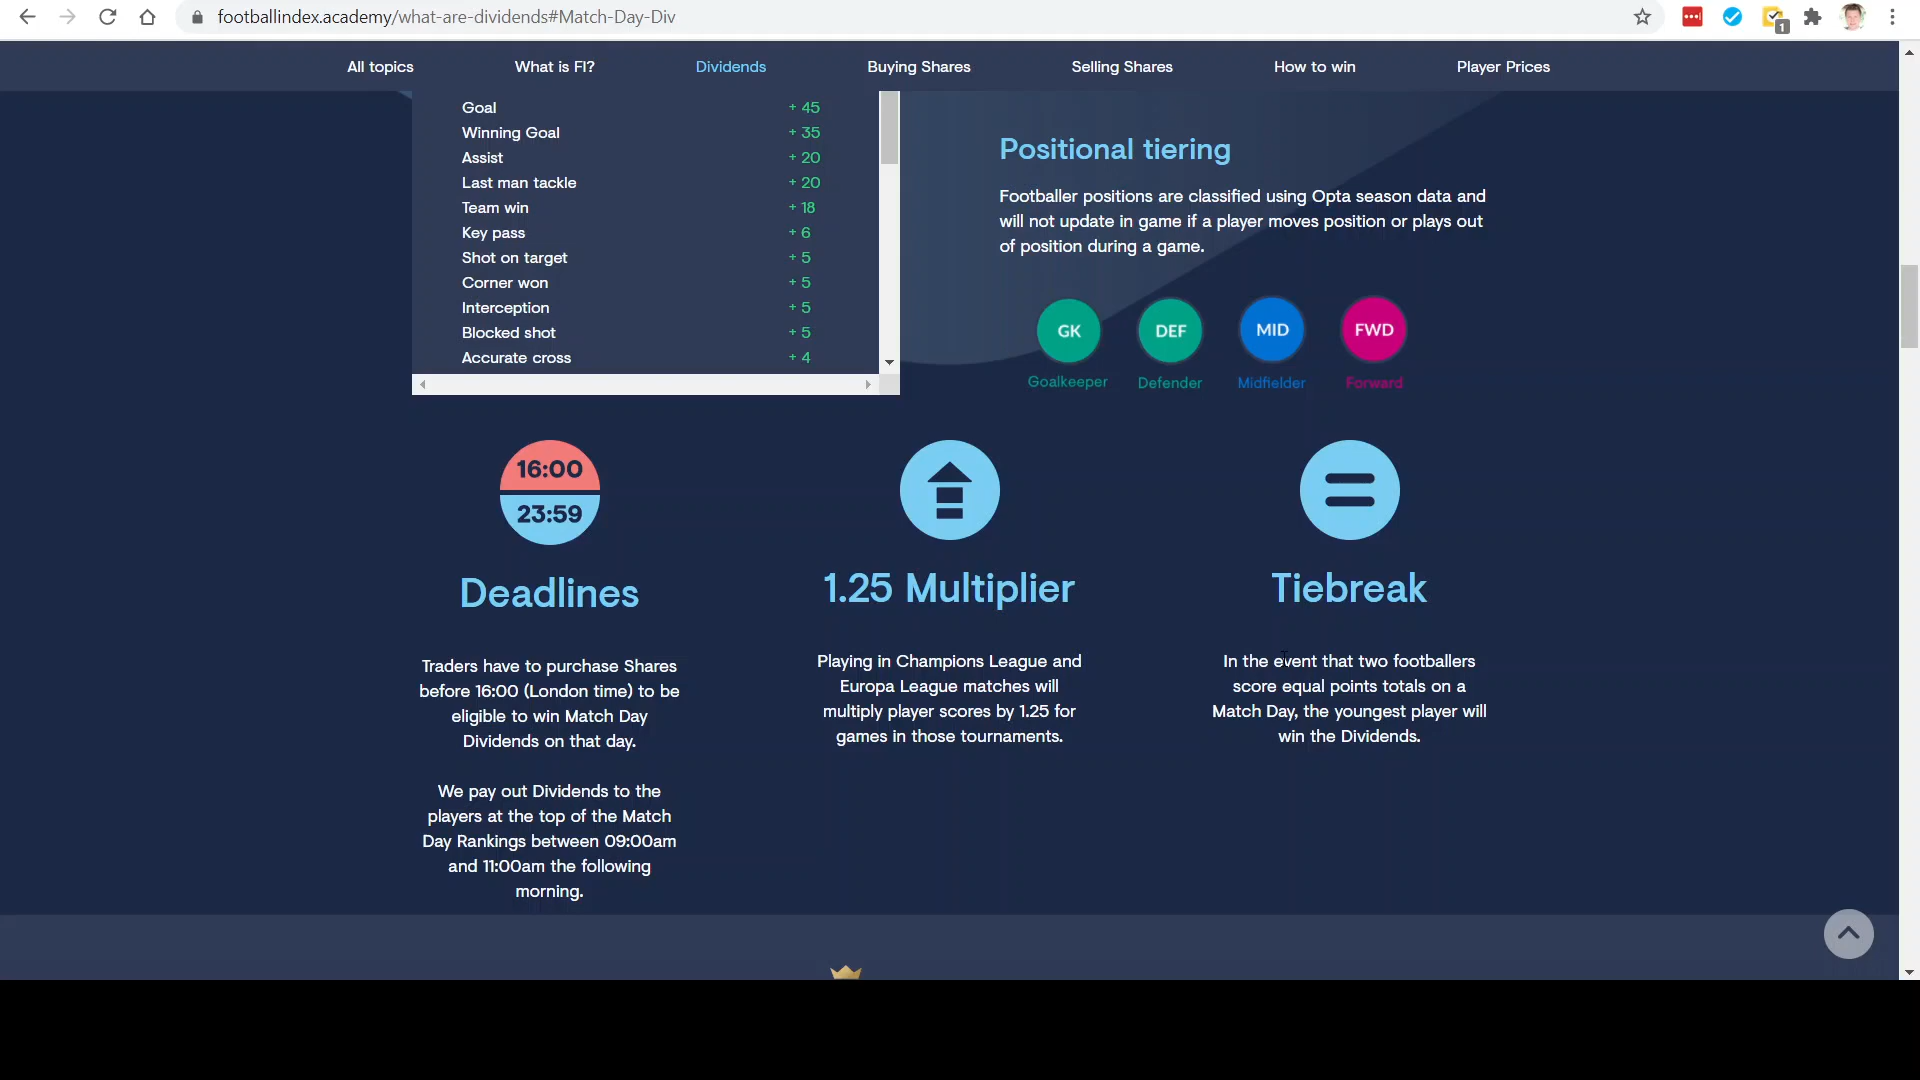 footballindex.academy/what-are-dividends#Match-Day-Div
1
All topics
What is FI?
Dividends
Buying Shares
Selling Shares
How to win
Player Prices
Goal + 45
Winning Goal + 35
Assist + 20
Last man tackle + 20
Team win + 18
Key pass + 6
Shot on target + 5
Corner won + 5
Interception + 5
Blocked shot + 5
Accurate cross + 4
Positional tiering
Footballer positions are classified using Opta season data and
will not update in game if a player moves position or plays out
of position during a game.
GK
DEF
MID
FWD
Goalkeeper
Defender
Midfielder
Forward
16:00
23:59
Deadlines
Traders have to purchase Shares
before 16:00 (London time) to be
eligible to win Match Day
Dividends on that day.
We pay out Dividends to the
players at the top of the Match
Day Rankings between 09:00am
and 11:00am the following
morning.
1.25 Multiplier
Playing in Champions League and
Europa League matches will
multiply player scores by 1.25 for
games in those tournaments.
Tiebreak
In the event that two footballers
score equal points totals on a
Match Day, the youngest player will
win the Dividends.